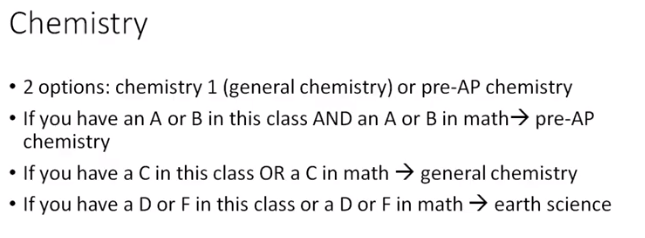 Chemistry
• 2 options: chemistry 1 (general chemistry) or pre-AP chemistry
• If you have an A or B in this class AND an A or B in math→ pre-AP
chemistry
• If you have a C in this class OR a C in math → general chemistry
• If you have a D or F in this class or a D or F in math → earth science